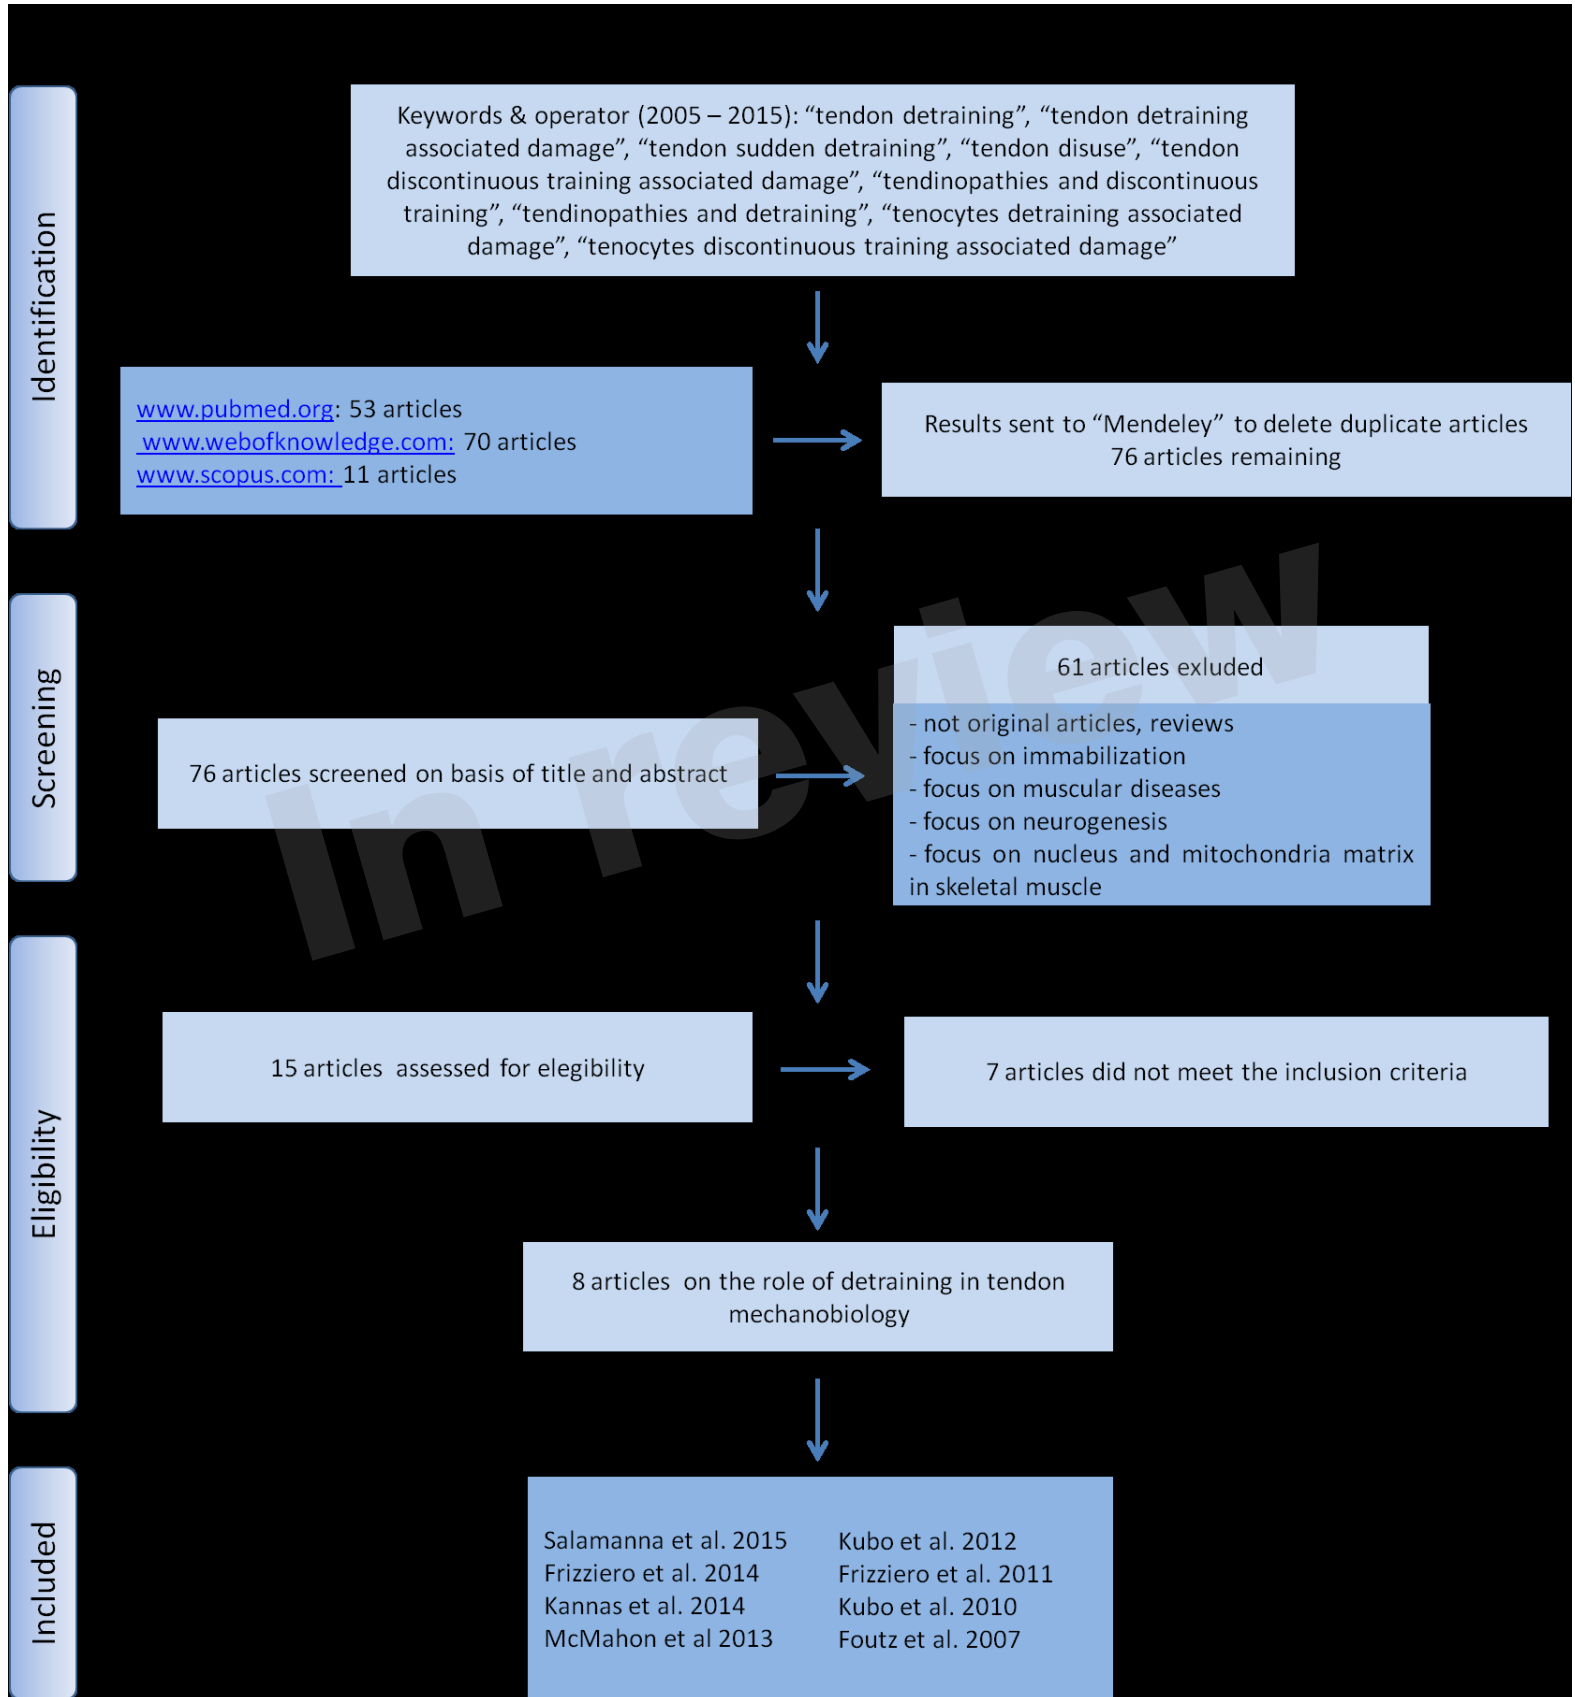 Identification
Keywords & operator (2005 – 2015): “tendon detraining”, “tendon detraining
associated damage”, “tendon sudden detraining”, “tendon disuse”, “tendon
discontinuous training associated damage”, “tendinopathies and discontinuous
training”, “tendinopathies and detraining”, “tenocytes detraining associated
damage”, “tenocytes discontinuous training associated damage”
www.pubmed.org: 53 articles
www.webofknowledge.com: 70 articles
www.scopus.com: 11 articles
Results sent to “Mendeley” to delete duplicate articles
76 articles remaining
Screening
76 articles screened on basis of title and abstract
61 articles exluded
- not original articles, reviews
- focus on immabilization
- focus on muscular diseases
- focus on neurogenesis
- focus on nucleus and mitochondria matrix
in skeletal muscle
In review
Eligibility
15 articles assessed for elegibility
7 articles did not meet the inclusion criteria
8 articles on the role of detraining in tendon
mechanobiology
Included
Salamanna et al. 2015
Frizziero et al. 2014
Kannas et al. 2014
McMahon et al 2013
Kubo et al. 2012
Frizziero et al. 2011
Kubo et al. 2010
Foutz et al. 2007